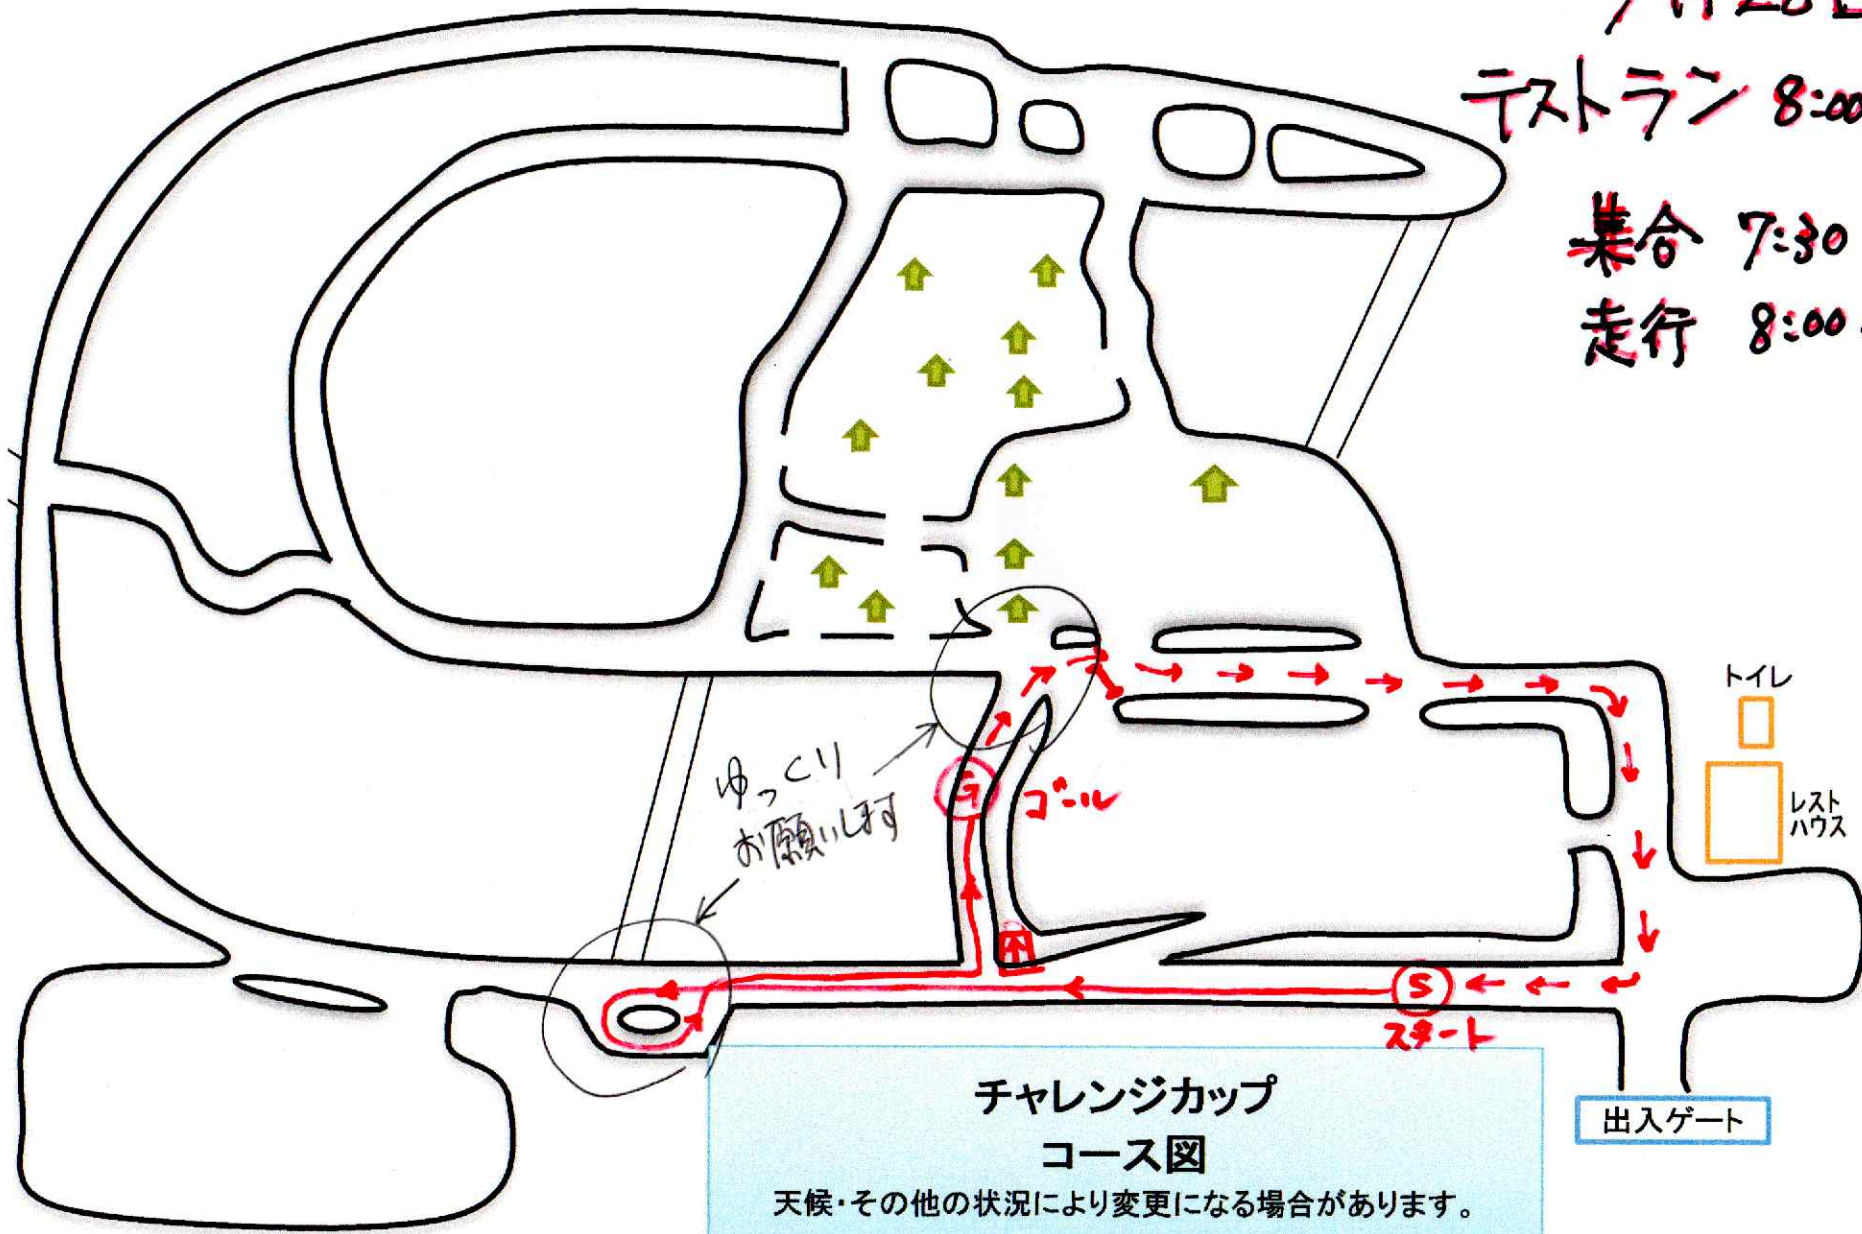 テストラン 8:00
集合 7:30
走行 8:00
トイレ
レスト
ハウス
ゆっくり
お願いします
G
ゴール
S
スタート
チャレンジカップ
コース図
天候・その他の状況により変更になる場合があります。
出入ゲート